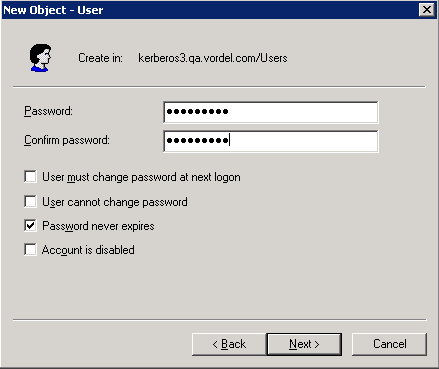 New Object - User
Create in: kerberos3.qa.vordel.com/Users
Password: ●●●●●●●●●
Confirm password: ●●●●●●●●●
User must change password at next logon
User cannot change password
Password never expires
Account is disabled
< Back Next > Cancel